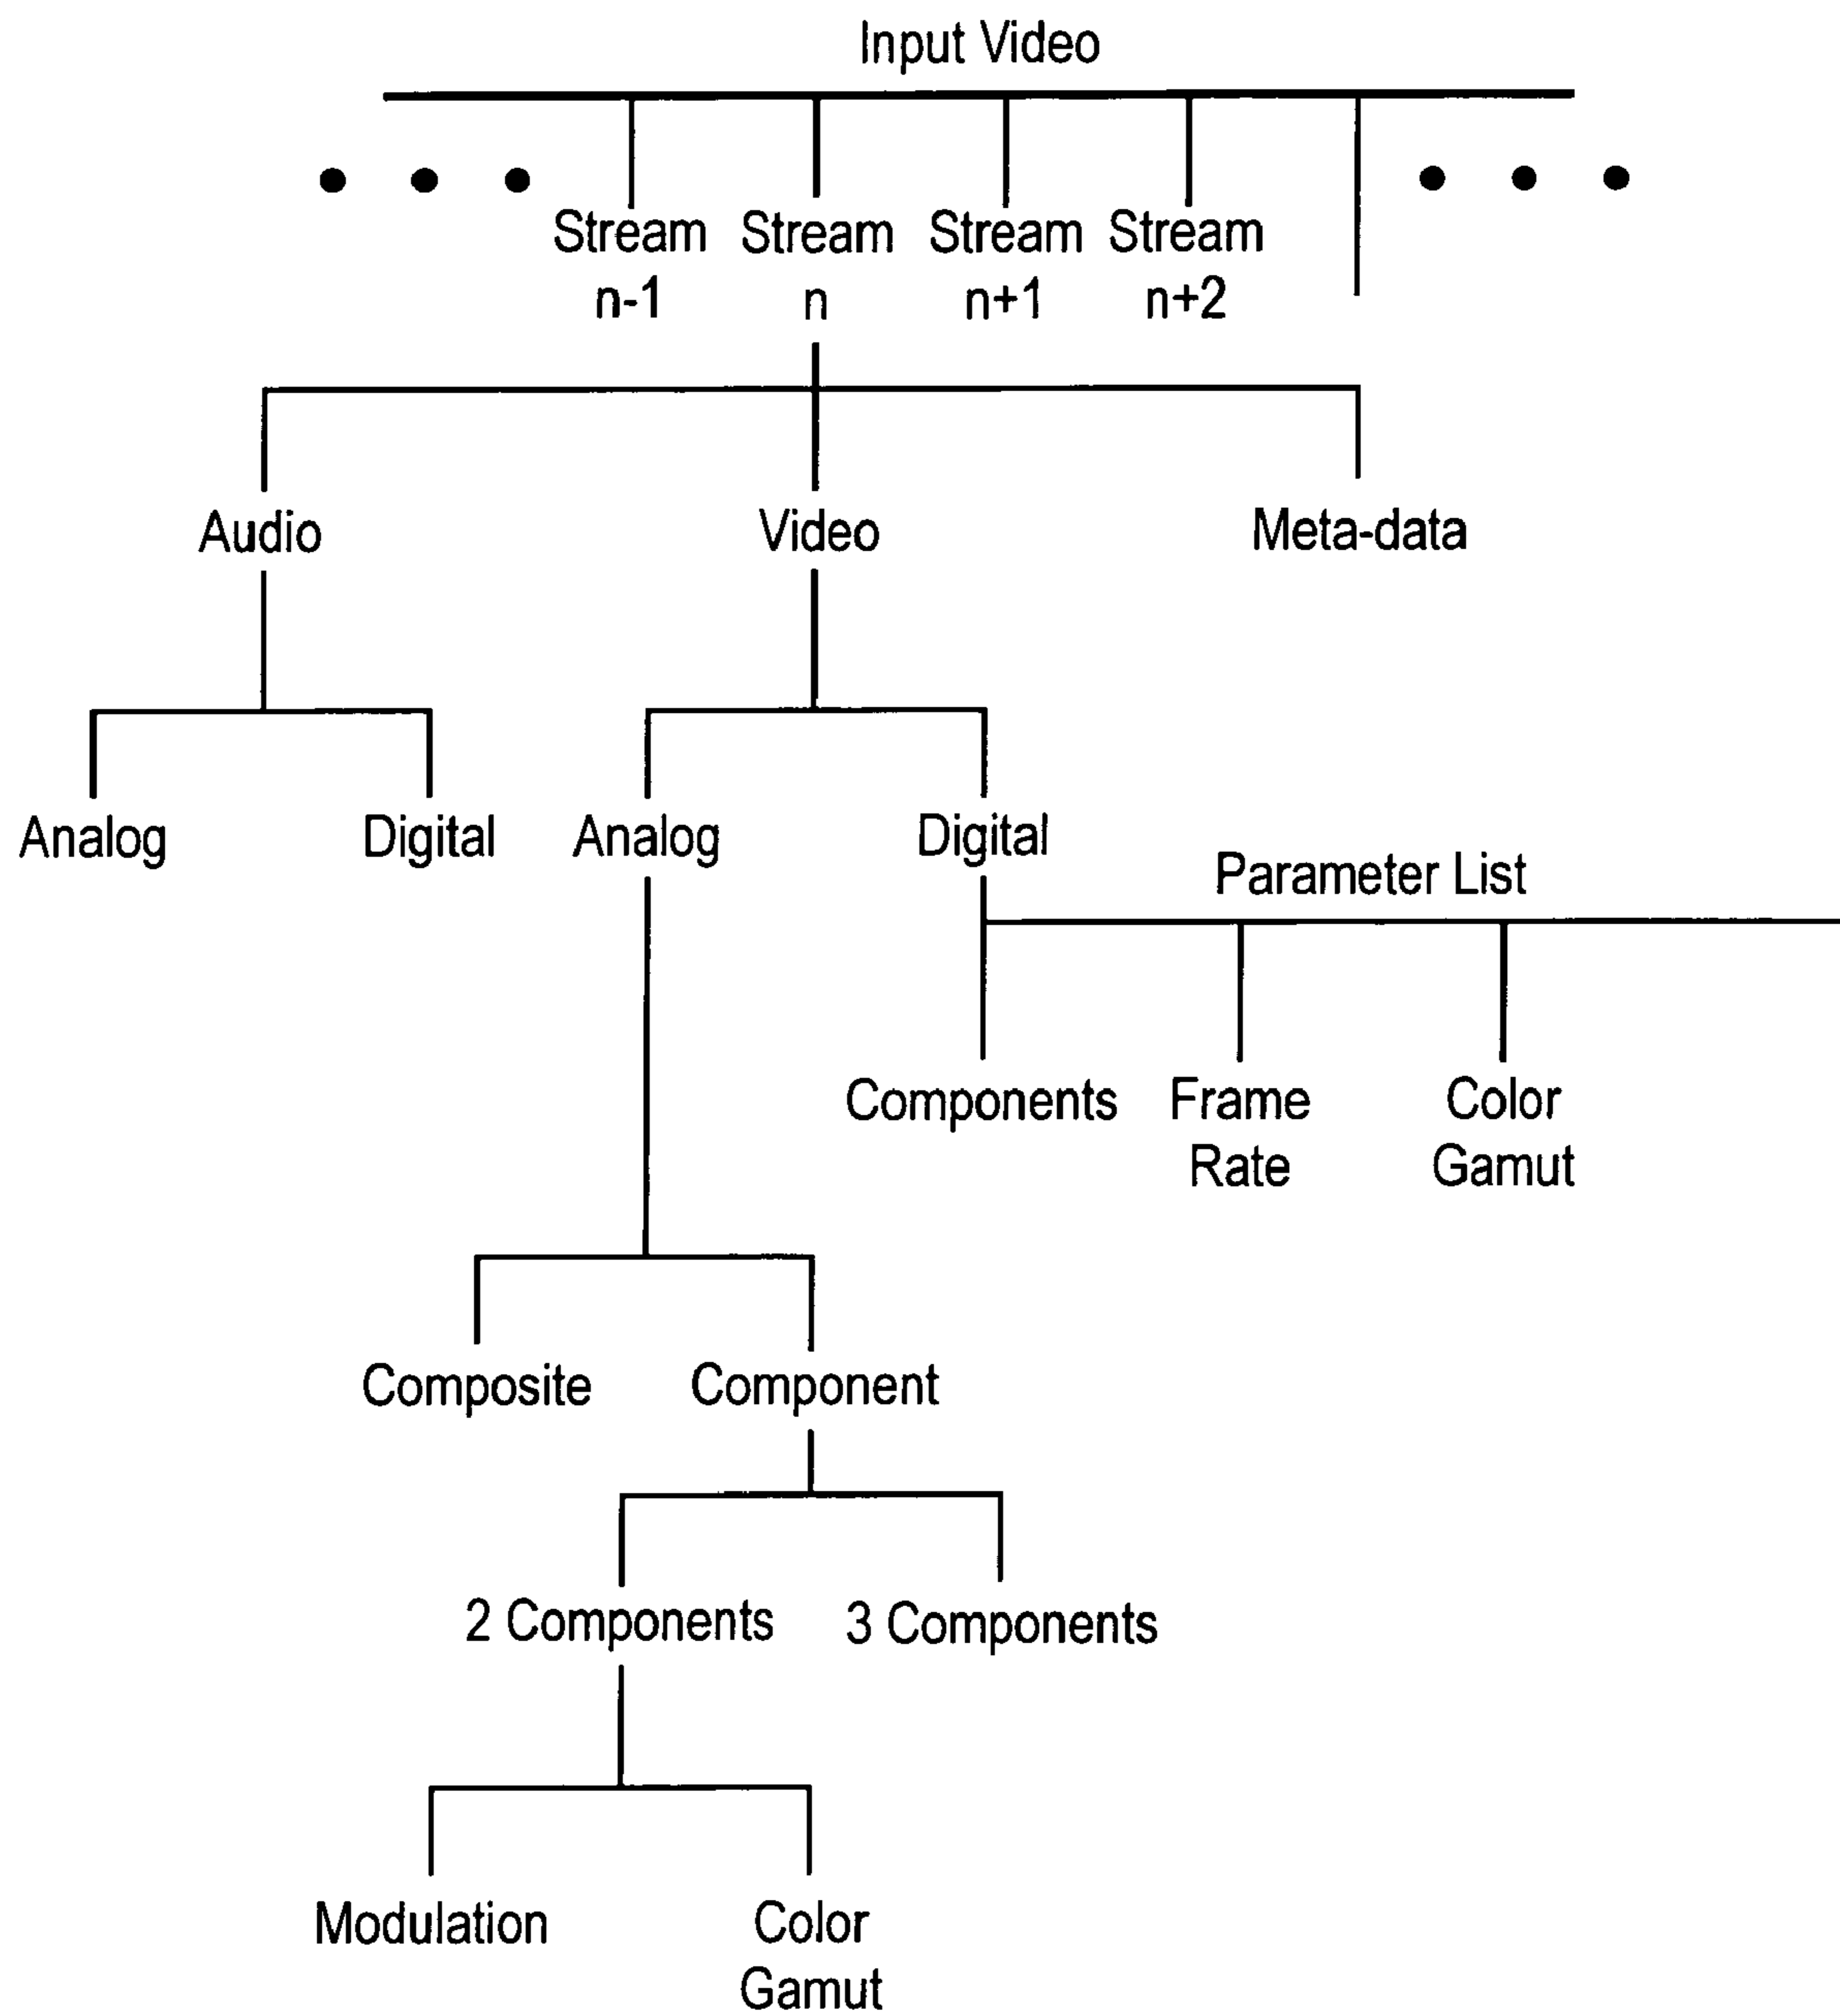 Input Video
Stream Stream Stream Stream
n-1 n n+1 n+2
Audio Video Meta-data
Analog Digital Analog Digital
Parameter List
Components Frame Color
Rate Gamut
Composite Component
2 Components 3 Components
Modulation Color
Gamut